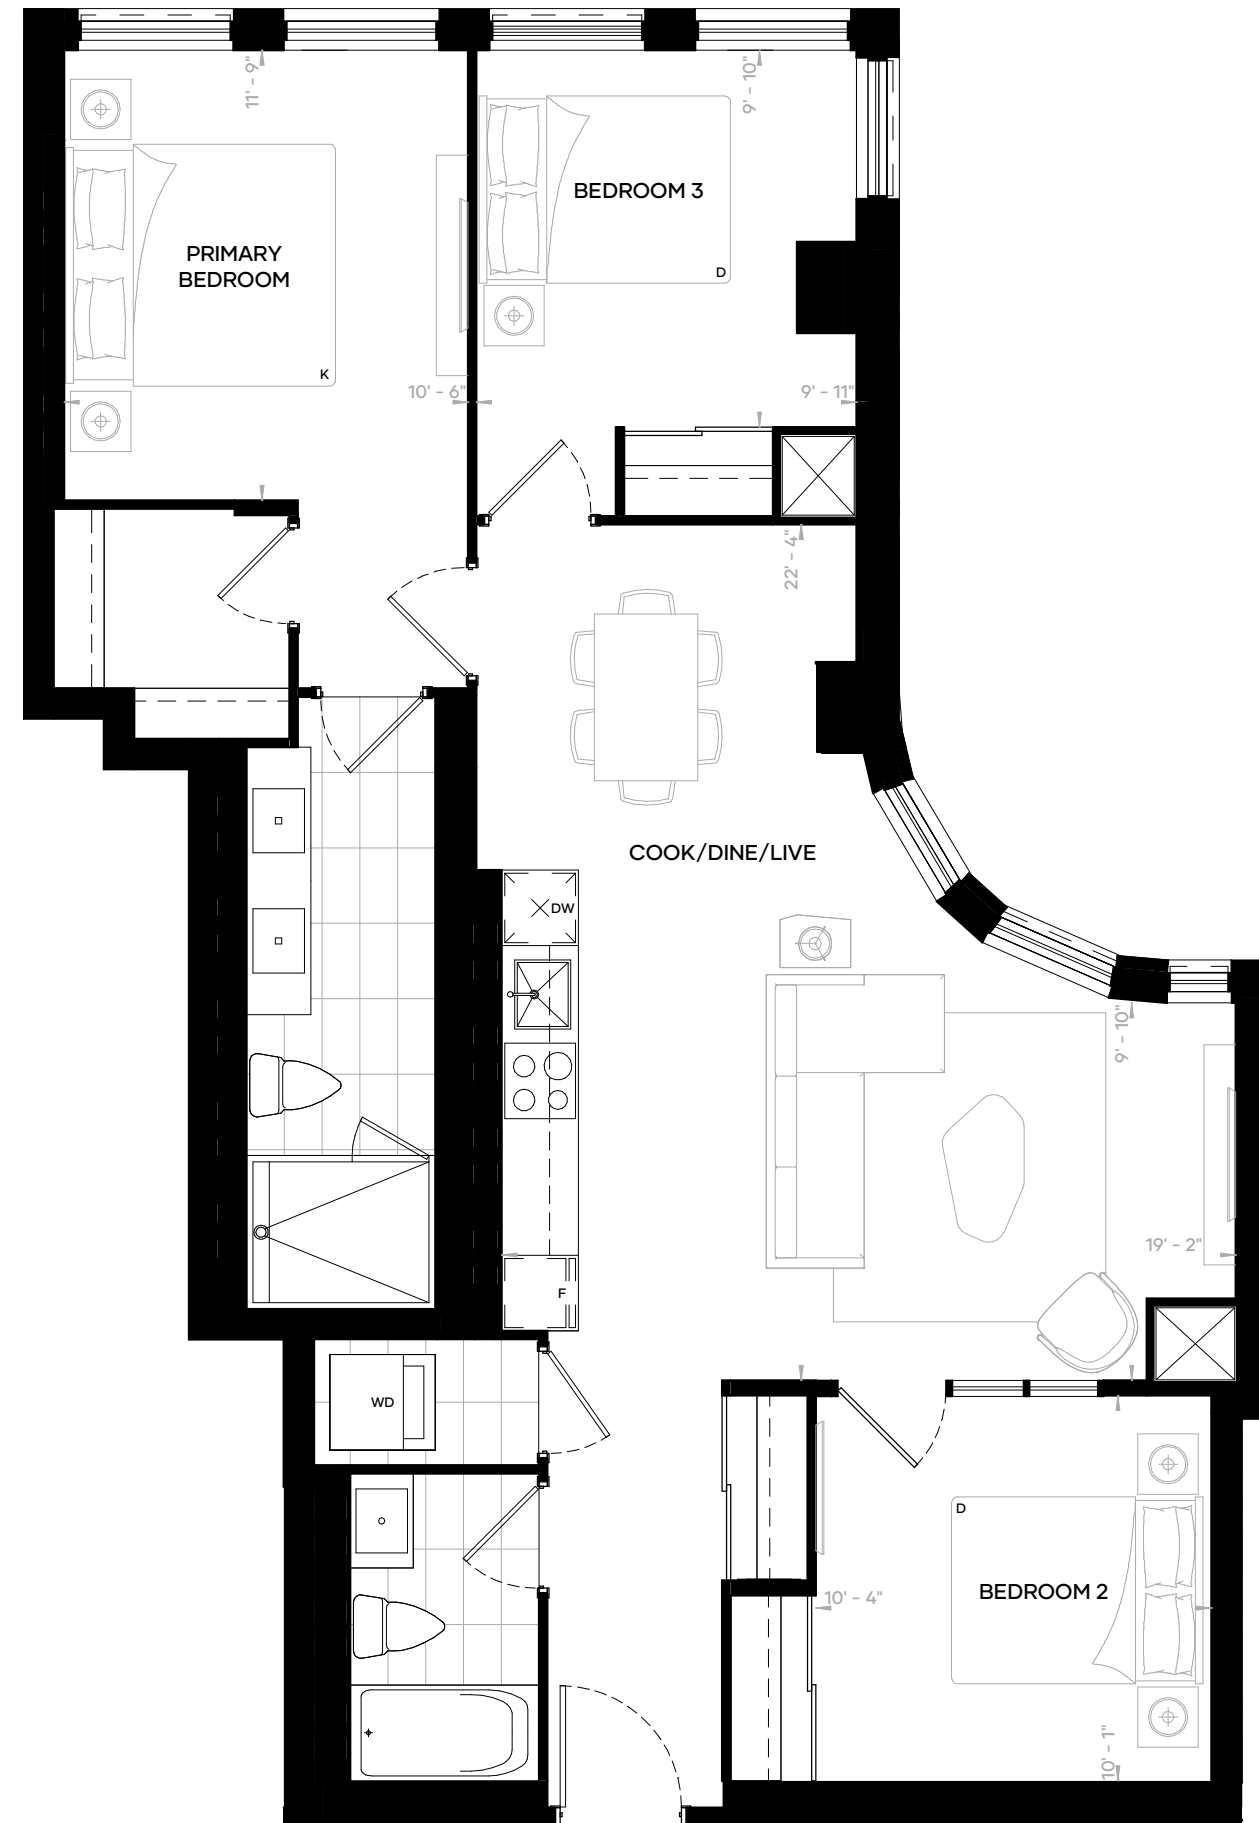 11' - 9"
9' - 10"
BEDROOM 3
PRIMARY
BEDROOM
D
K
10' - 6"
9' - 11"
22' - 4"
COOK/DINE/LIVE
DW
9' - 10"
19' - 2"
F
WD
D
BEDROOM 2
10' - 4"
10' - 1"